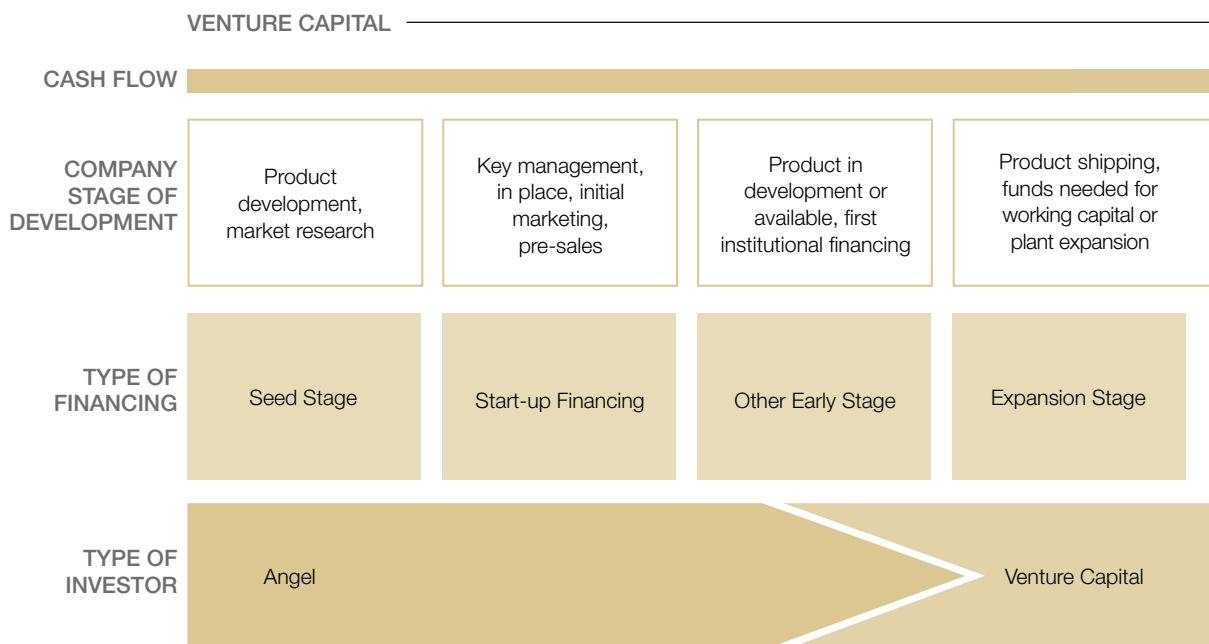 VENTURE CAPITAL
CASH FLOW
COMPANY
STAGE OF
DEVELOPMENT
Product
development,
market research
Key management,
in place, initial
marketing,
pre-sales
Product in
development or
available, first
institutional financing
Product shipping,
funds needed for
working capital or
plant expansion
TYPE OF
FINANCING
Seed Stage
Start-up Financing
Other Early Stage
Expansion Stage
TYPE OF
INVESTOR
Angel
Venture Capital